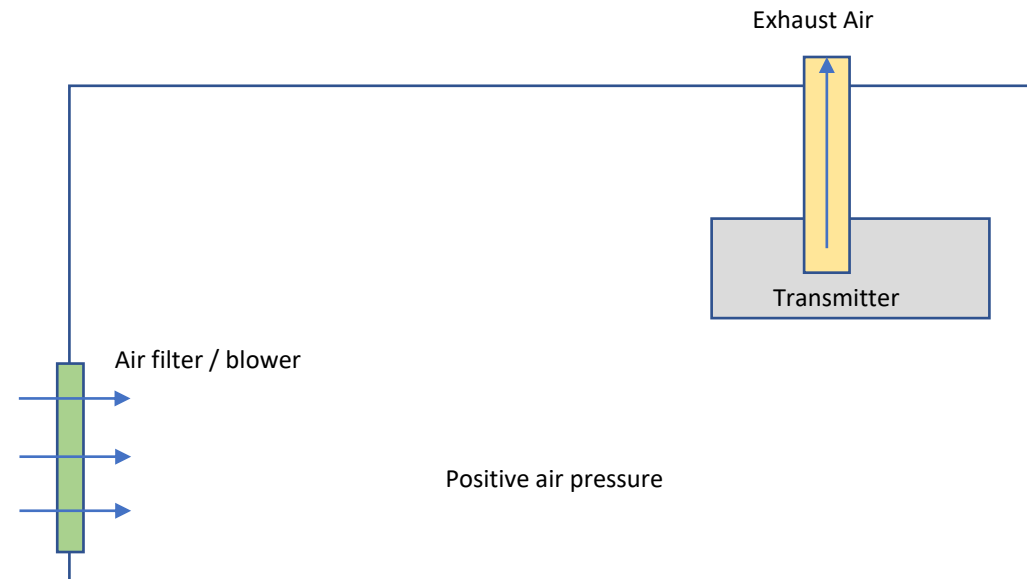 Exhaust Air
Transmitter
Air filter / blower
Positive air pressure